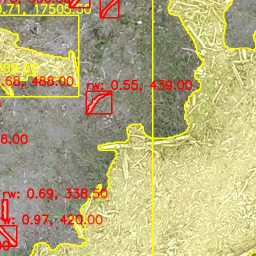 .71, 17505.50
.68, 488.00
rw: 0.55, 439.00
6.00
rw: 0.69, 338.50
rw: 0.97, 420.00